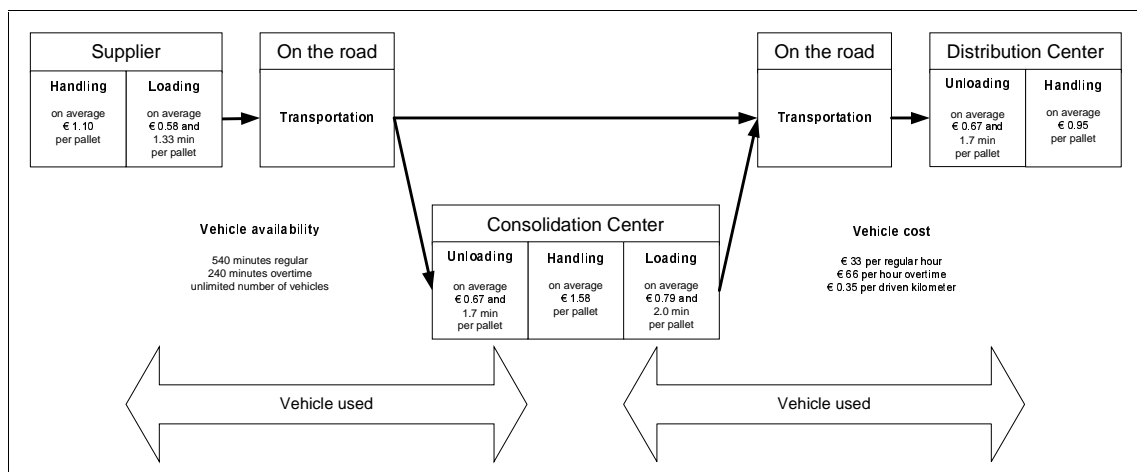 Supplier
Handling
on average
€ 1.10
per pallet
Loading
on average
€ 0.58 and
1.33 min
per pallet
On the road
Transportation
On the road
Transportation
Distribution Center
Unloading
on average
€ 0.67 and
1.7 min
per pallet
Handling
on average
€ 0.95
per pallet
Vehicle availability
540 minutes regular
240 minutes overtime
unlimited number of vehicles
Consolidation Center
Unloading
on average
€ 0.67 and
1.7 min
per pallet
Handling
on average
€ 1.58
per pallet
Loading
on average
€ 0.79 and
2.0 min
per pallet
Vehicle cost
€ 33 per regular hour
€ 66 per hour overtime
€ 0.35 per driven kilometer
Vehicle used
Vehicle used